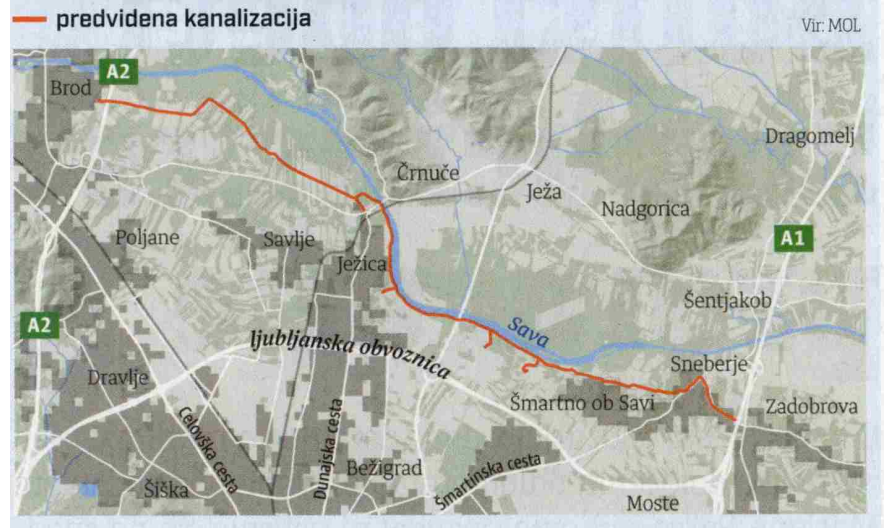 predvidena kanalizacija
Vir: MOL
A2
Brod
Dragomelj
Črnuče
Ježa
Nadgorica
Poljane
Savlje
A1
Ježica
Šentjakob
A2
Sava
ljubljanska obvoznica
Sneberje
Dravlje
Šmartno ob Savi
Zadobrova
Celovška cesta
Dunajska cesta
Bežigrad
Šmartinska cesta
Šiška
Moste